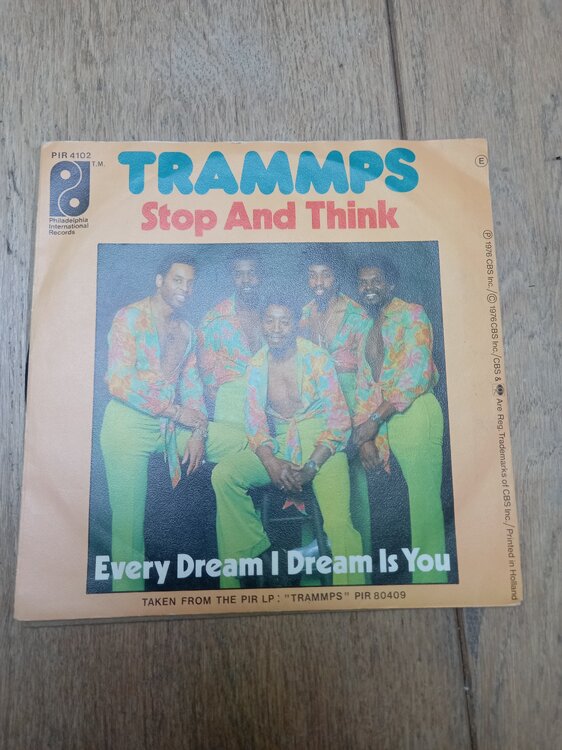 PIR 4102
T.M.
Philadelphia
International
Records
TRAMMPS
Stop And Think
E
Ⓟ 1976 CBS Inc./Ⓒ 1976 CBS Inc./CBS & Are Reg. Trademarks of CBS Inc./Printed in Holland
Every Dream I Dream Is You
TAKEN FROM THE PIR LP: "TRAMMPS" PIR 80409